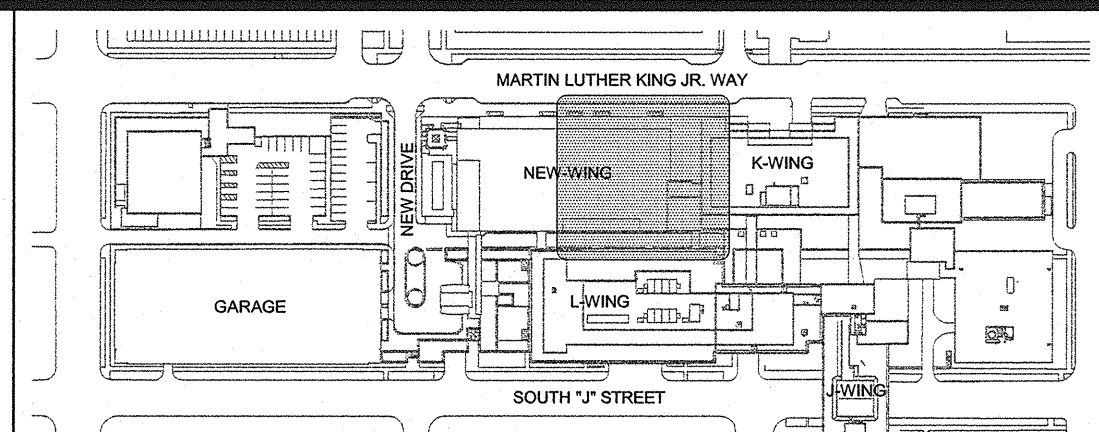 MARTIN LUTHER KING JR. WAY
NEW DRIVE
NEW-WING
K-WING
GARAGE
L-WING
J-WING
SOUTH "J" STREET